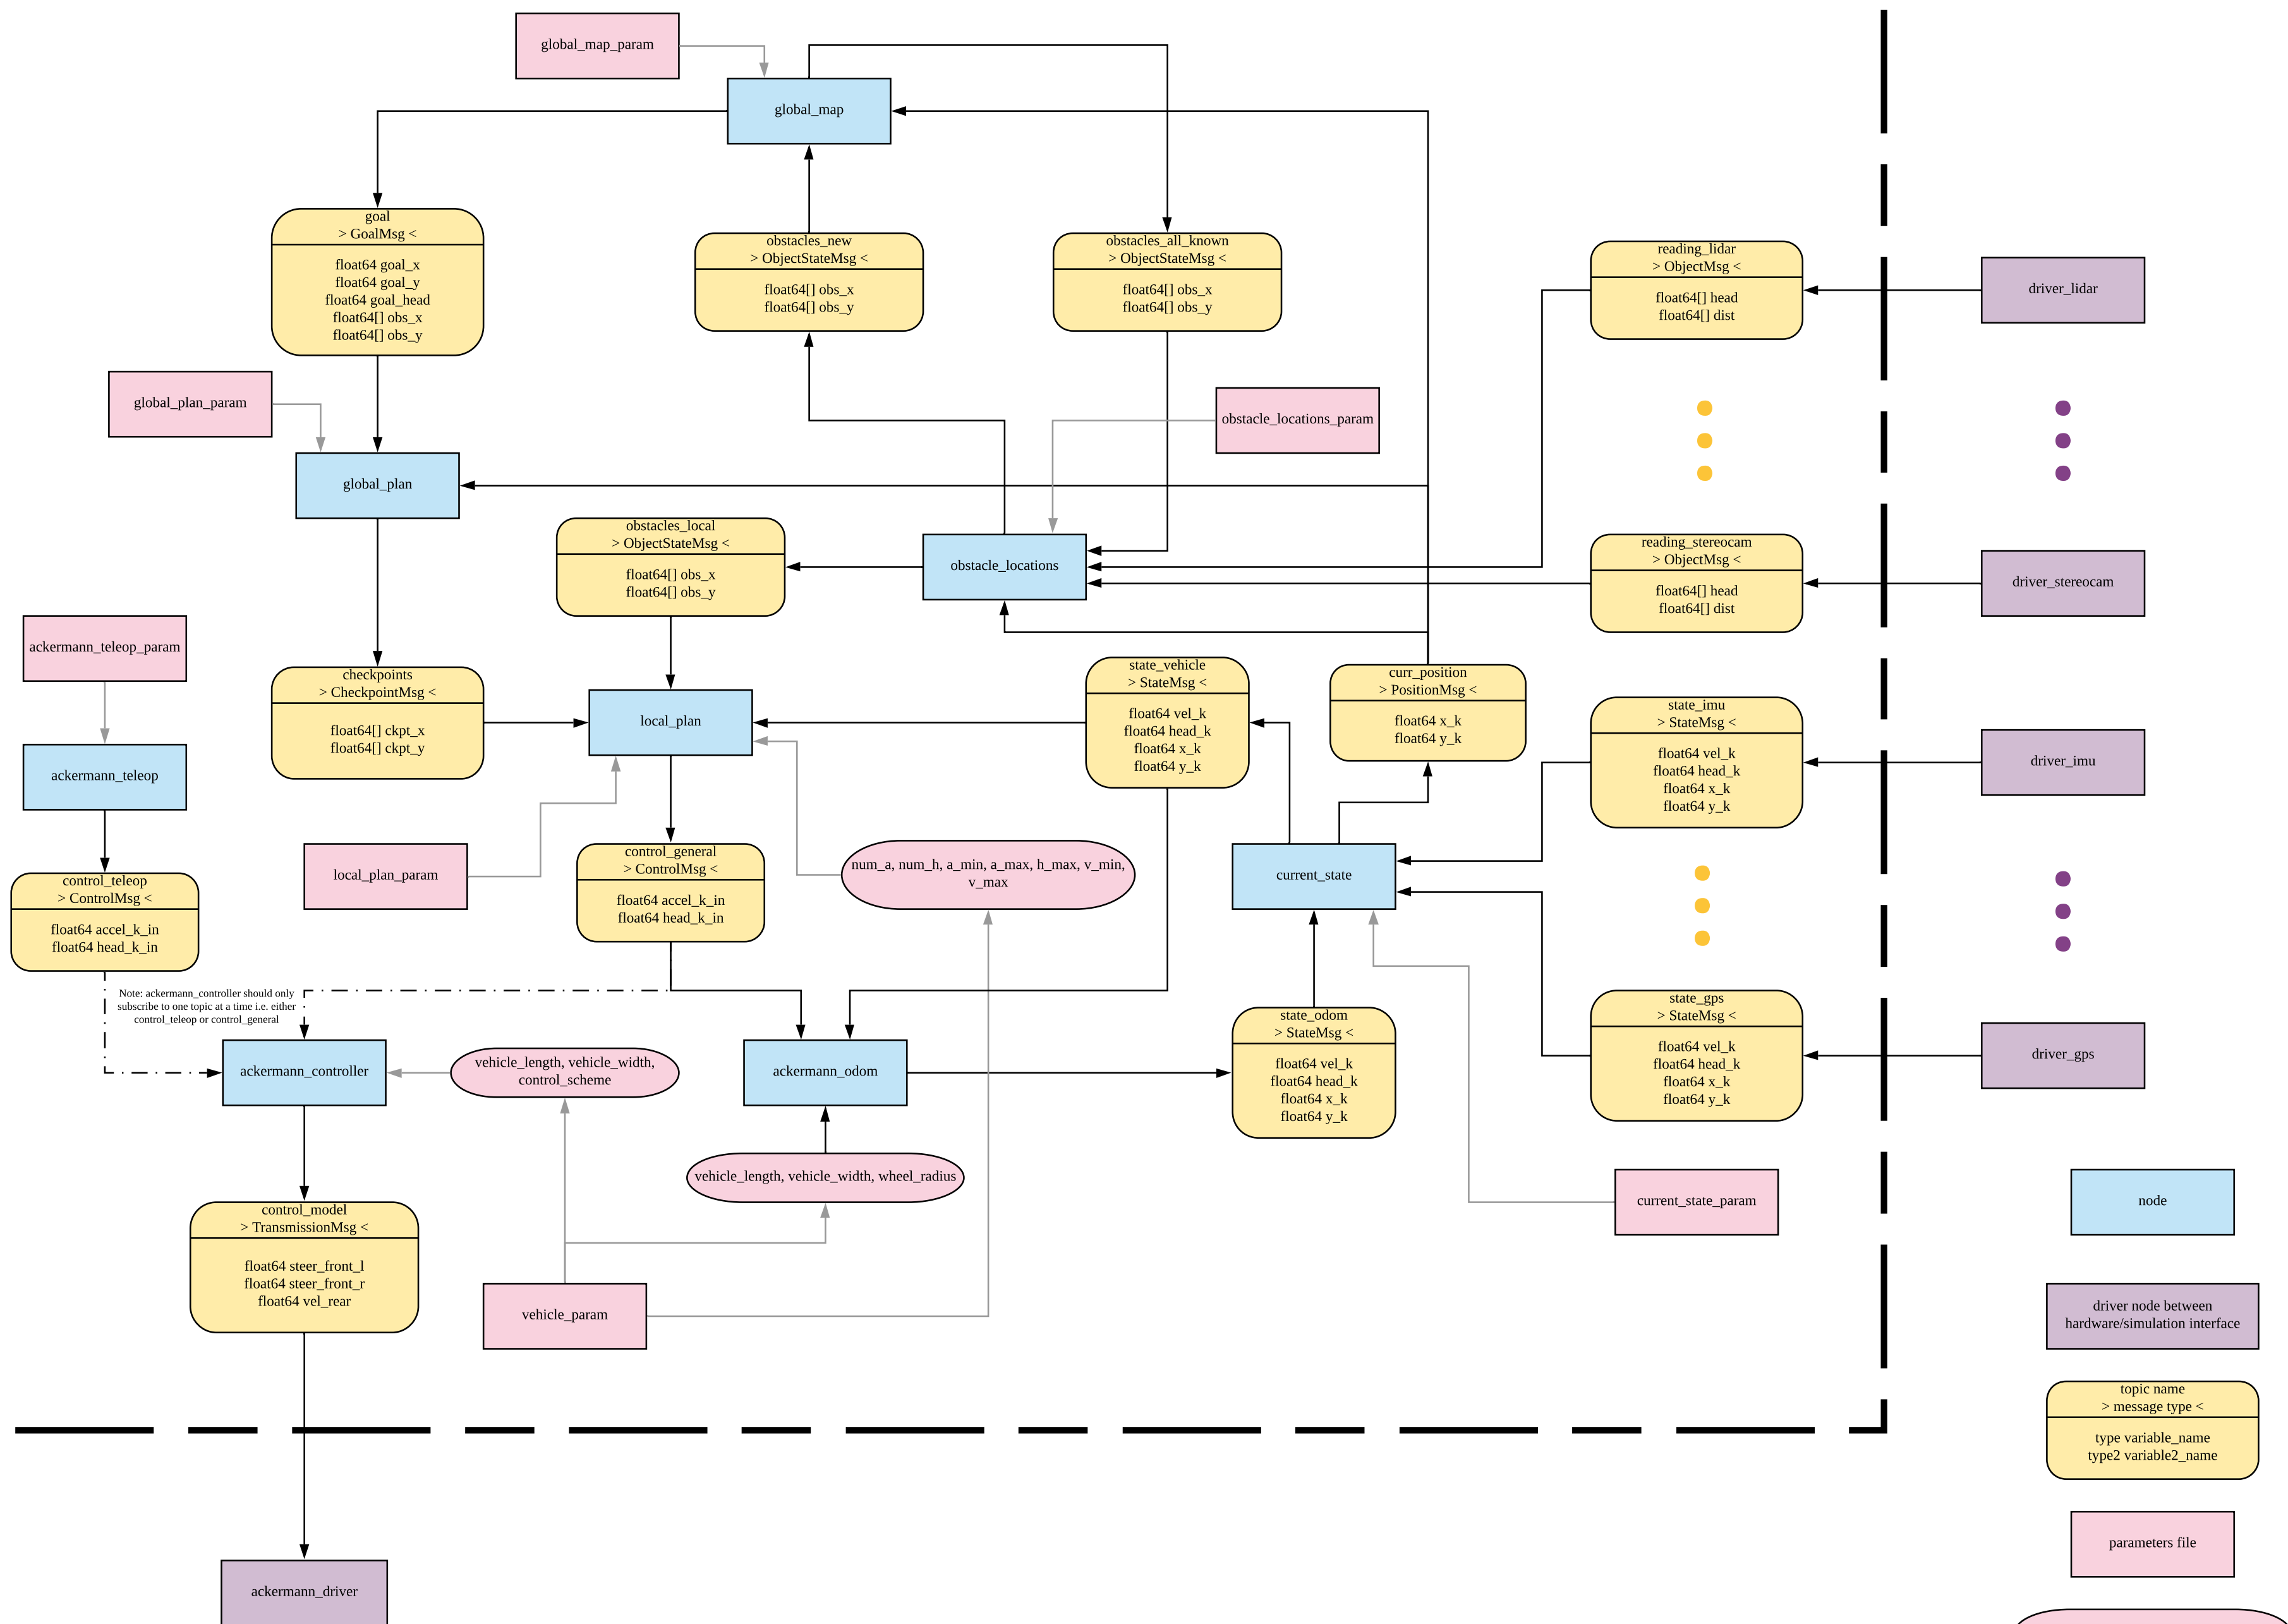 global_map_param
global_map
goal
> GoalMsg <
float64 goal_x
float64 goal_y
float64 goal_head
float64[] obs_x
float64[] obs_y
obstacles_new
> ObjectStateMsg <
float64[] obs_x
float64[] obs_y
obstacles_all_known
> ObjectStateMsg <
float64[] obs_x
float64[] obs_y
reading_lidar
> ObjectMsg <
float64[] head
float64[] dist
driver_lidar
global_plan_param
obstacle_locations_param
global_plan
obstacles_local
> ObjectStateMsg <
float64[] obs_x
float64[] obs_y
obstacle_locations
reading_stereocam
> ObjectMsg <
float64[] head
float64[] dist
driver_stereocam
ackermann_teleop_param
checkpoints
> CheckpointMsg <
float64[] ckpt_x
float64[] ckpt_y
local_plan
state_vehicle
> StateMsg <
float64 vel_k
float64 head_k
float64 x_k
float64 y_k
curr_position
> PositionMsg <
float64 x_k
float64 y_k
state_imu
> StateMsg <
float64 vel_k
float64 head_k
float64 x_k
float64 y_k
driver_imu
ackermann_teleop
local_plan_param
control_general
> ControlMsg <
float64 accel_k_in
float64 head_k_in
num_a, num_h, a_min, a_max, h_max, v_min,
v_max
current_state
control_teleop
> ControlMsg <
float64 accel_k_in
float64 head_k_in
Note: ackermann_controller should only
subscribe to one topic at a time i.e. either
control_teleop or control_general
ackermann_controller
vehicle_length, vehicle_width,
control_scheme
ackermann_odom
state_odom
> StateMsg <
float64 vel_k
float64 head_k
float64 x_k
float64 y_k
state_gps
> StateMsg <
float64 vel_k
float64 head_k
float64 x_k
float64 y_k
driver_gps
vehicle_length, vehicle_width, wheel_radius
current_state_param
node
control_model
> TransmissionMsg <
float64 steer_front_l
float64 steer_front_r
float64 vel_rear
vehicle_param
driver node between
hardware/simulation interface
topic name
> message type <
type variable_name
type2 variable2_name
parameters file
ackermann_driver